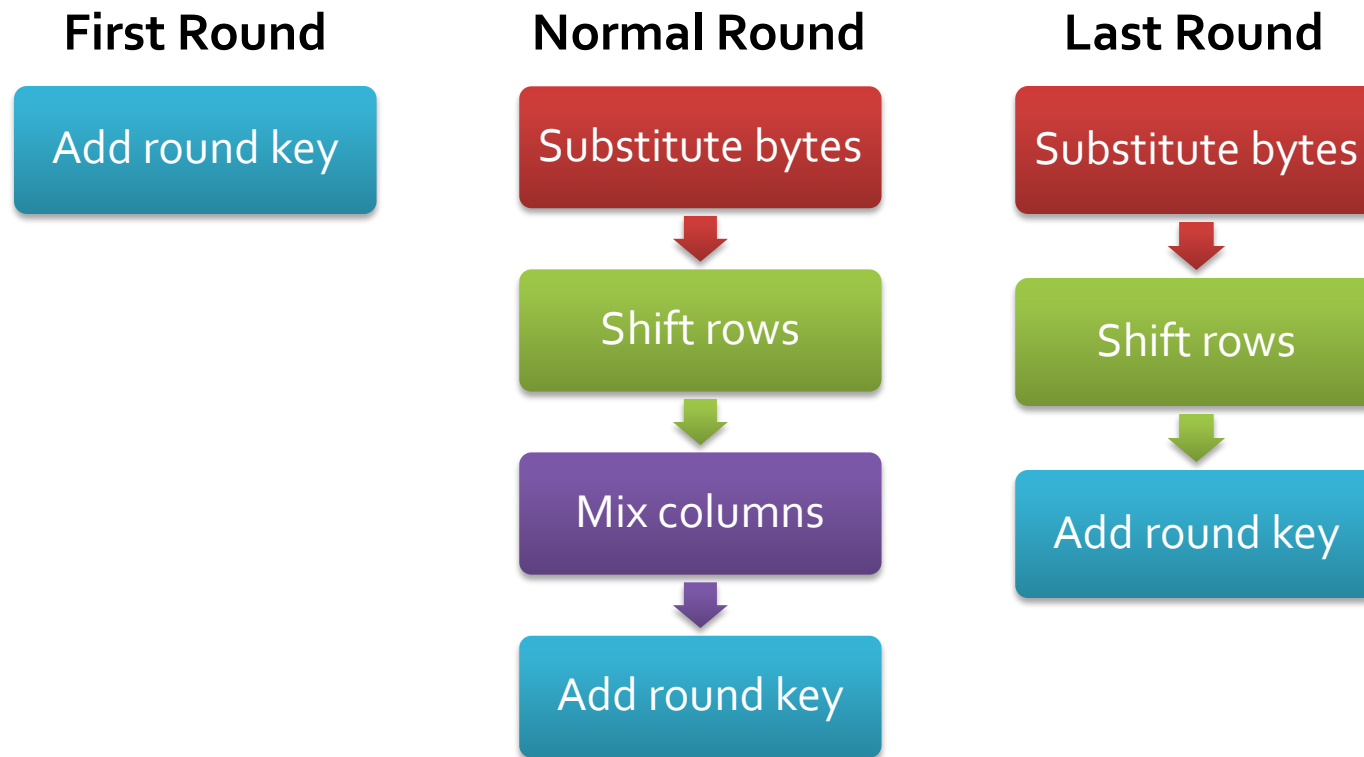 First Round
Add round key
Normal Round
Substitute bytes
Shift rows
Mix columns
Add round key
Last Round
Substitute bytes
Shift rows
Add round key